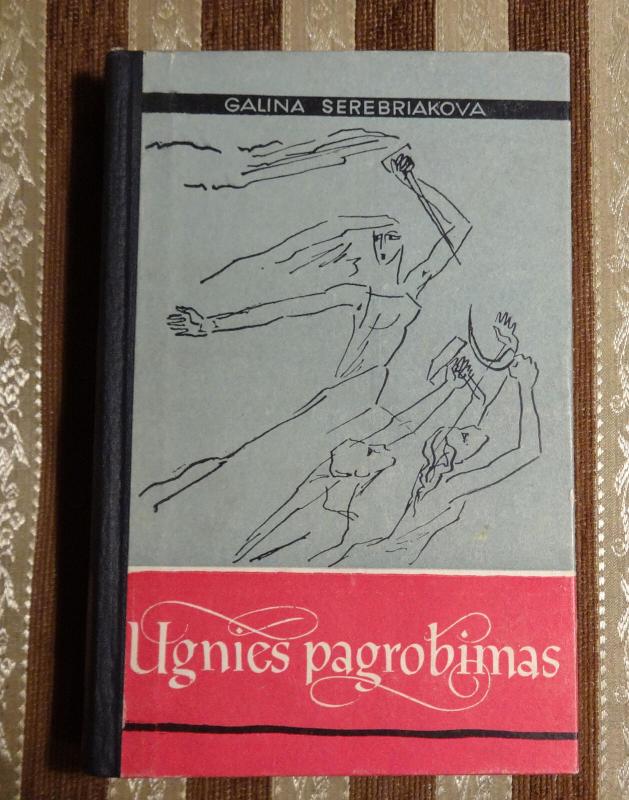 GALINA SEREBRIAKOVA
Ugnies pagrobimas